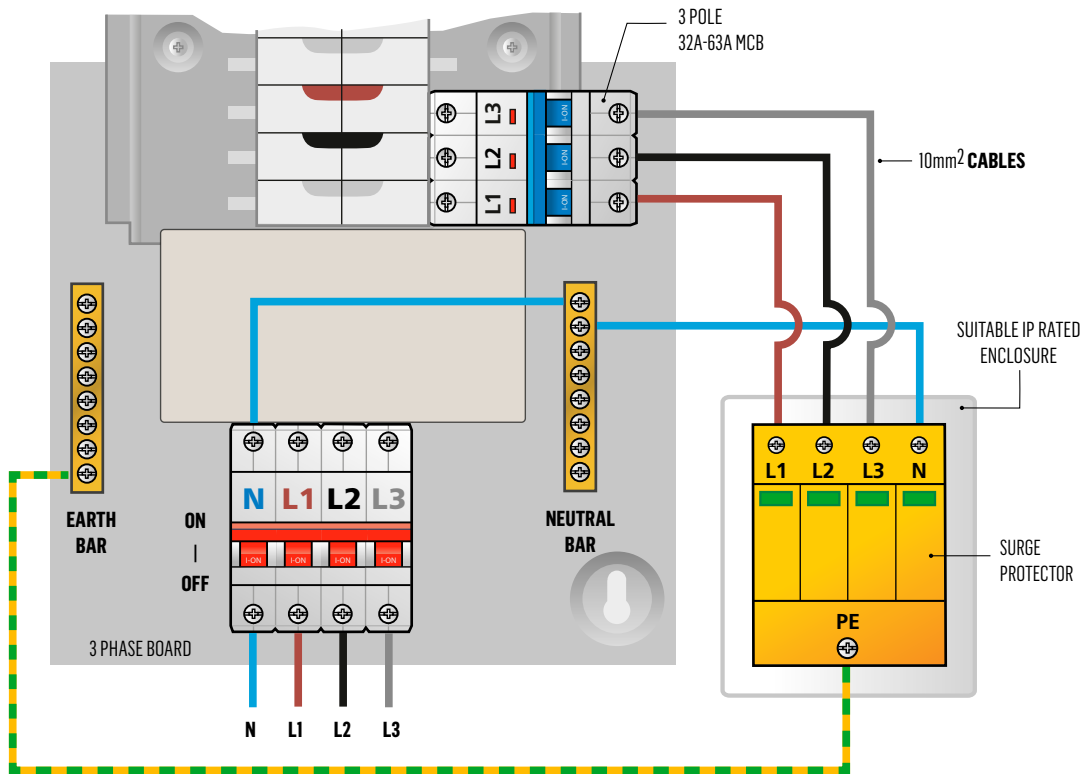 3 POLE
32A-63A MCB
L3
L2
L1
I-ON
I-ON
I-ON
10mm2 CABLES
SUITABLE IP RATED
ENCLOSURE
L1 L2 L3 N
EARTH
BAR
ON
|
OFF
N L1 L2 L3
I-ON I-ON I-ON I-ON
NEUTRAL
BAR
SURGE
PROTECTOR
PE
3 PHASE BOARD
N L1 L2 L3